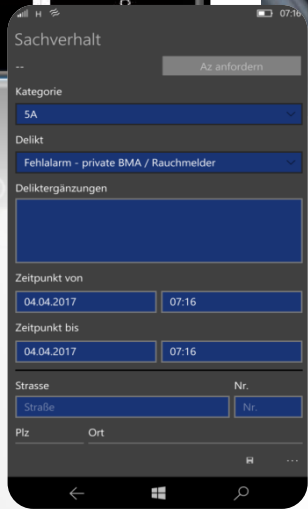 H 07:16
Sachverhalt
-- Az anfordern
Kategorie
5A
Delikt
Fehlalarm - private BMA / Rauchmelder
Deliktergänzungen
Zeitpunkt von
04.04.2017 07:16
Zeitpunkt bis
04.04.2017 07:16
Strasse Nr.
Straße Nr.
Plz Ort
...